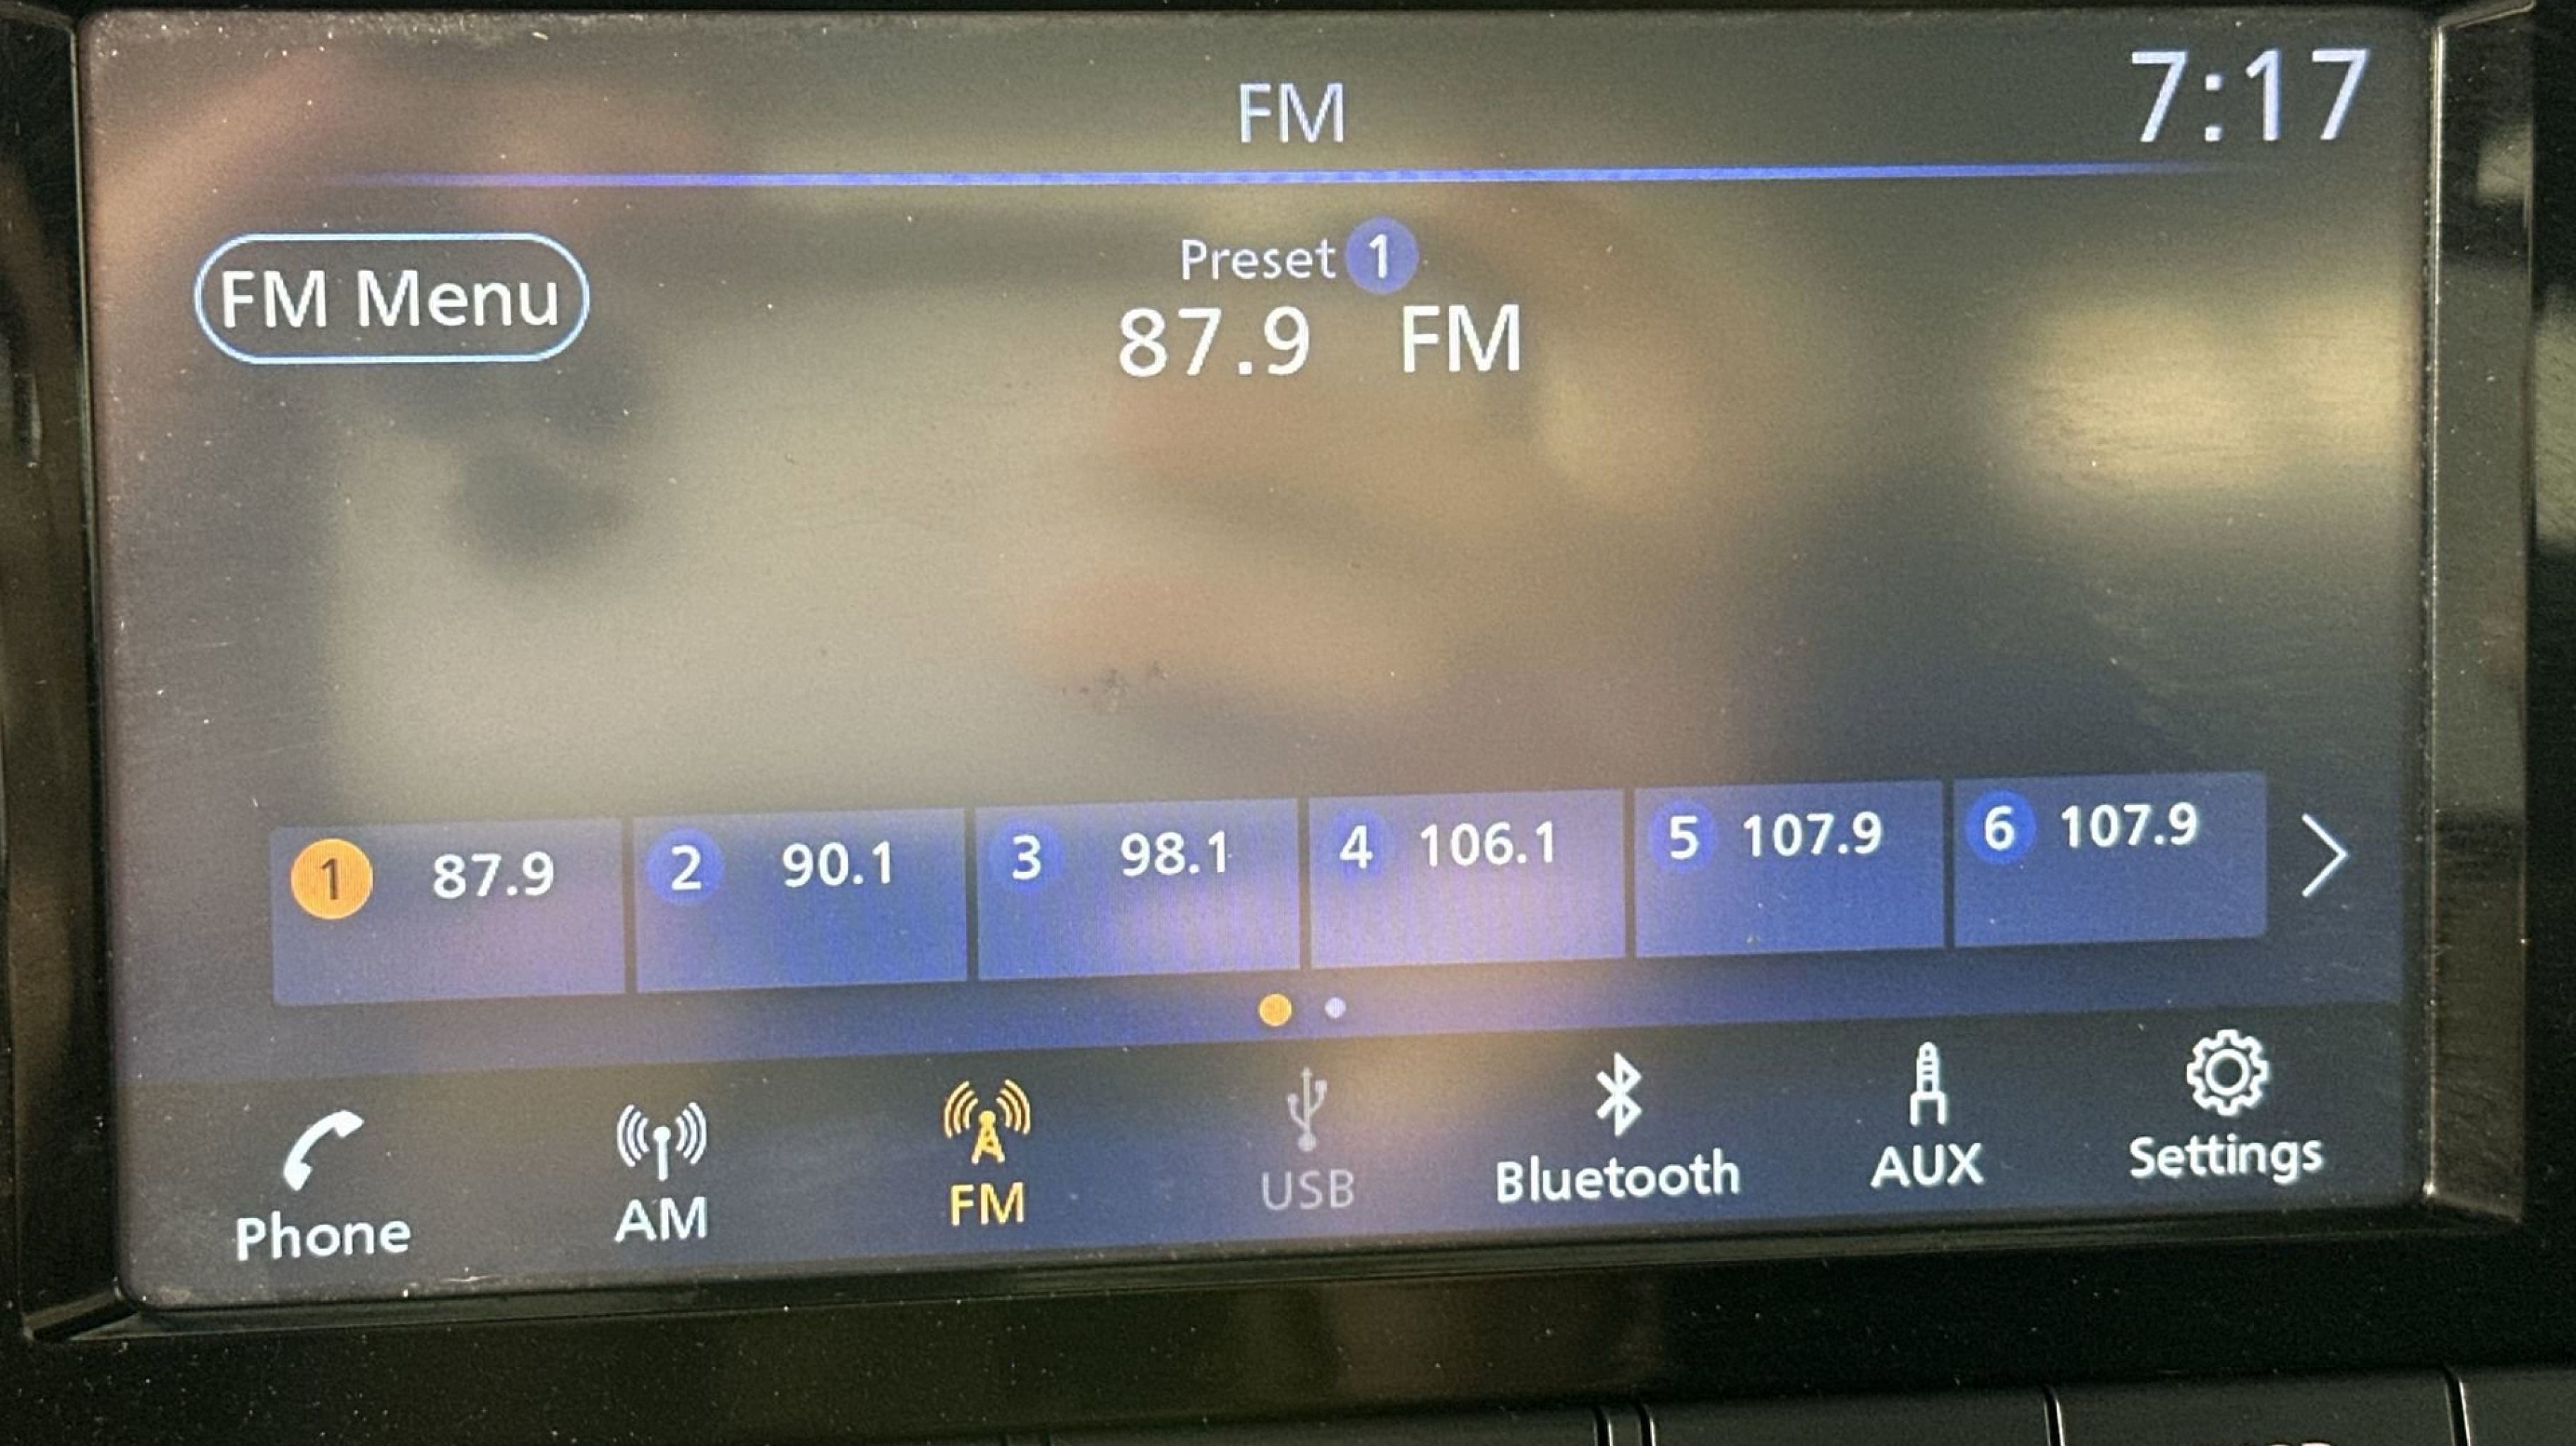 FM
7:17
FM Menu
Preset 1
87.9 FM
1 87.9
2 90.1
3 98.1
4 106.1
5 107.9
6 107.9
Phone
AM
FM
USB
Bluetooth
AUX
Settings